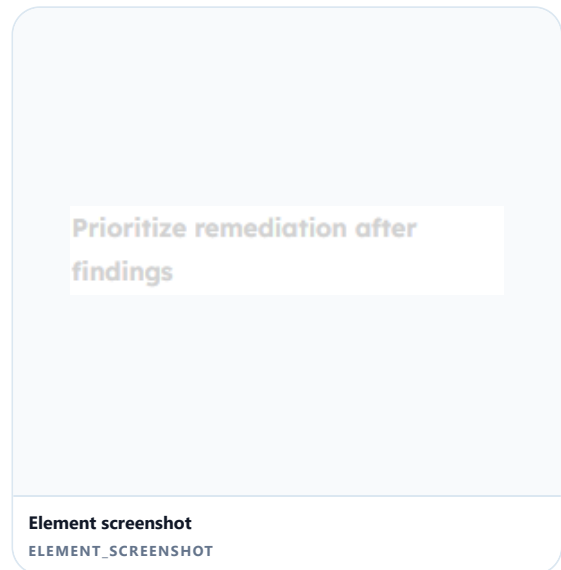 Prioritize remediation after
findings
Element screenshot
ELEMENT_SCREENSHOT